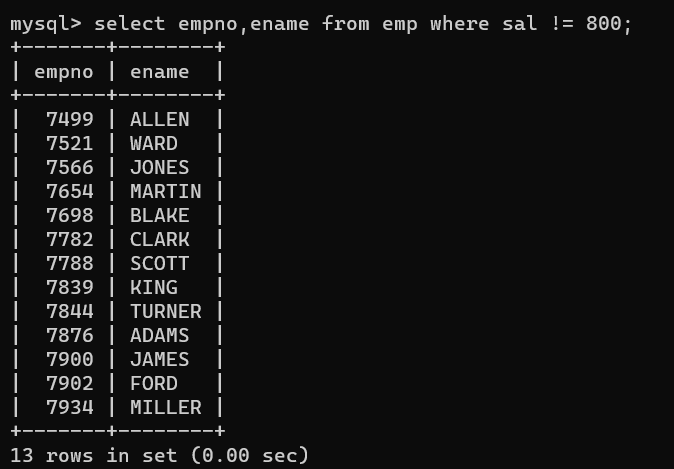 mysql> select empno,ename from emp where sal != 800;
+-------+--------+
| empno | ename  |
+-------+--------+
|  7499 | ALLEN  |
|  7521 | WARD   |
|  7566 | JONES  |
|  7654 | MARTIN |
|  7698 | BLAKE  |
|  7782 | CLARK  |
|  7788 | SCOTT  |
|  7839 | KING   |
|  7844 | TURNER |
|  7876 | ADAMS  |
|  7900 | JAMES  |
|  7902 | FORD   |
|  7934 | MILLER |
+-------+--------+
13 rows in set (0.00 sec)